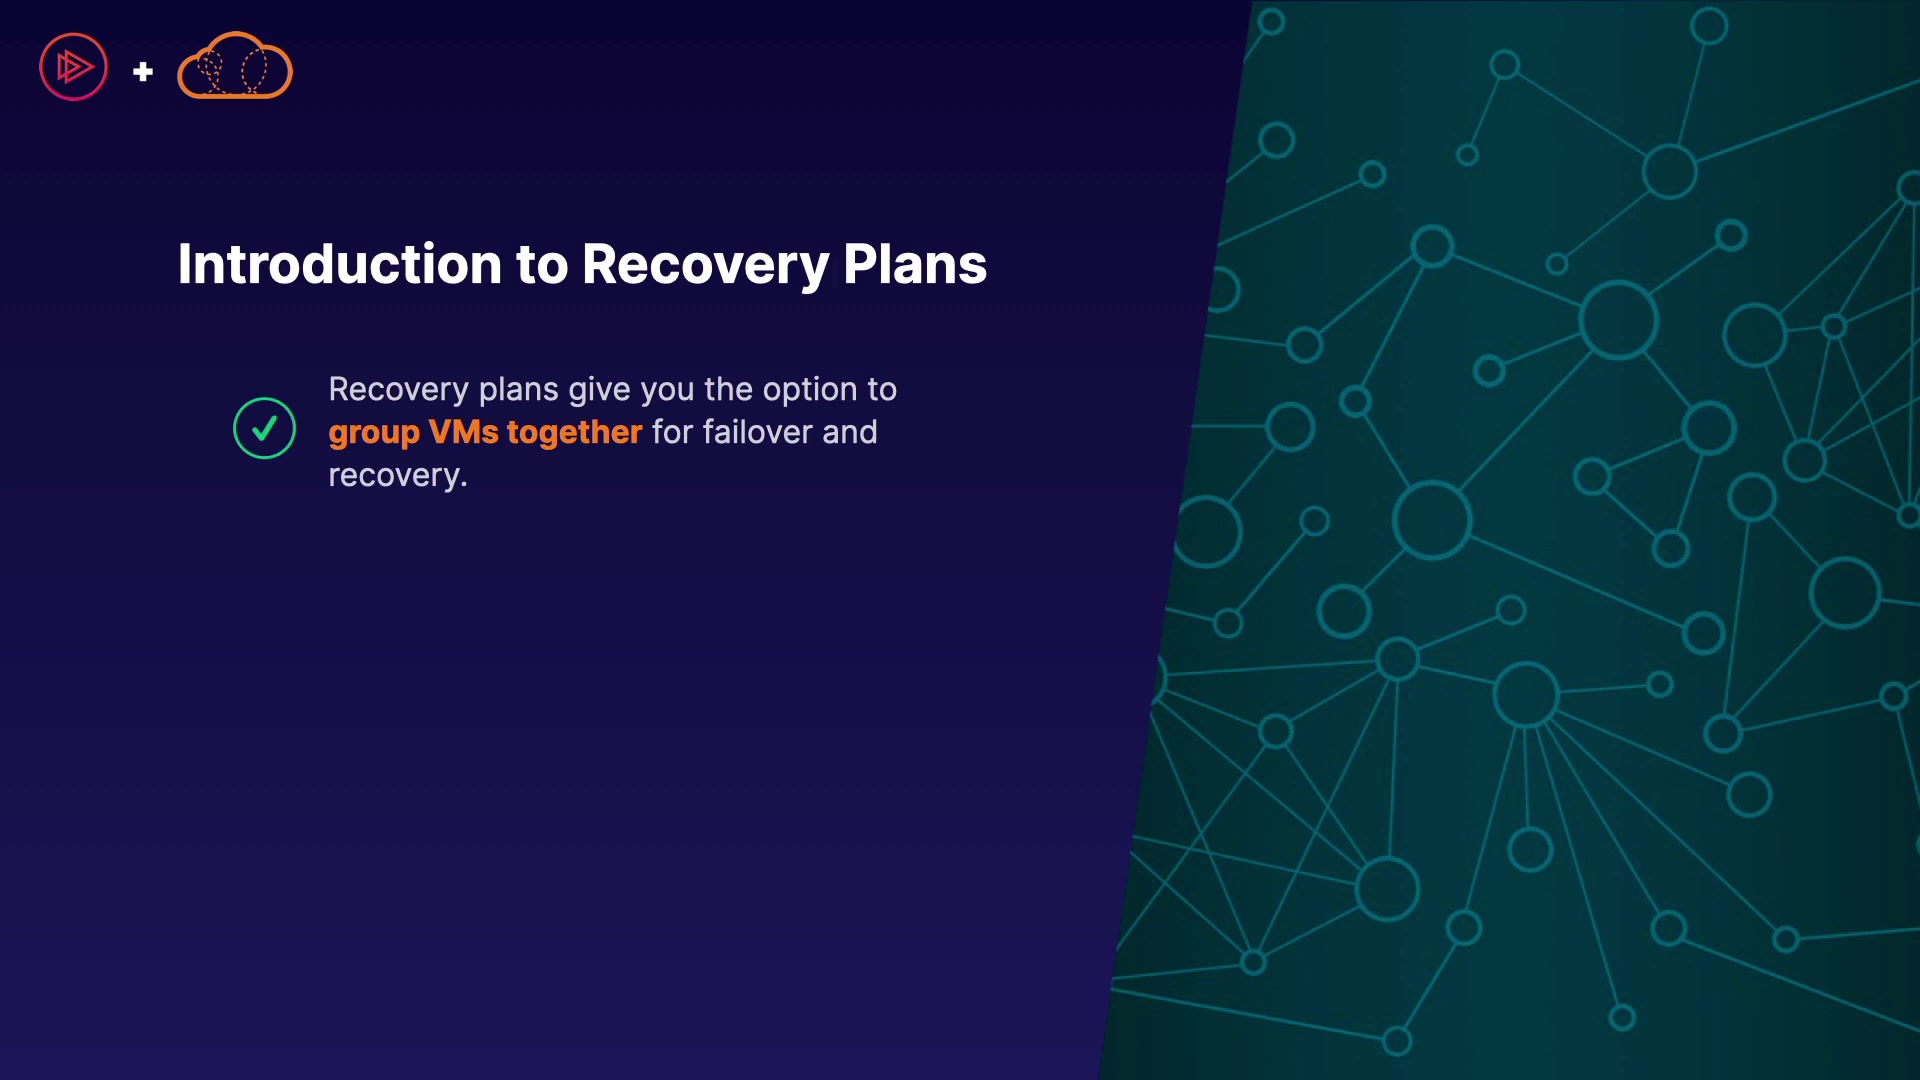 Introduction to Recovery Plans
Recovery plans give you the option to
group VMs together for failover and
recovery.